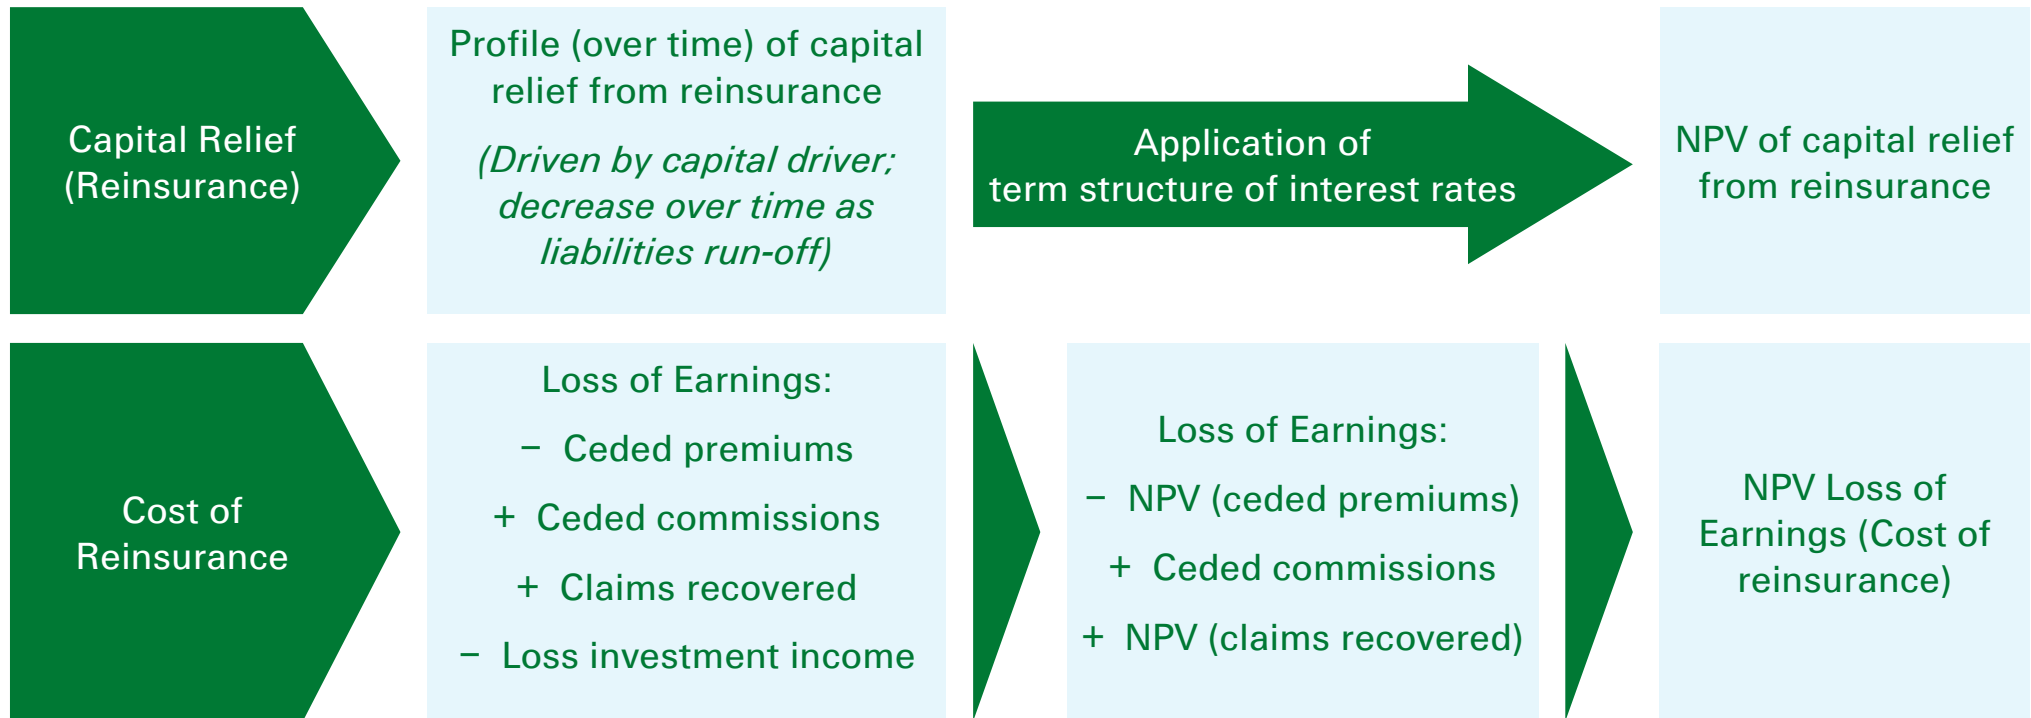 Capital Relief
(Reinsurance)
Profile (over time) of capital
relief from reinsurance
(Driven by capital driver;
decrease over time as
liabilities run-off)
Application of
term structure of interest rates
NPV of capital relief
from reinsurance
Cost of
Reinsurance
Loss of Earnings:
− Ceded premiums
+ Ceded commissions
+ Claims recovered
− Loss investment income
Loss of Earnings:
− NPV (ceded premiums)
+ Ceded commissions
+ NPV (claims recovered)
NPV Loss of
Earnings (Cost of
reinsurance)